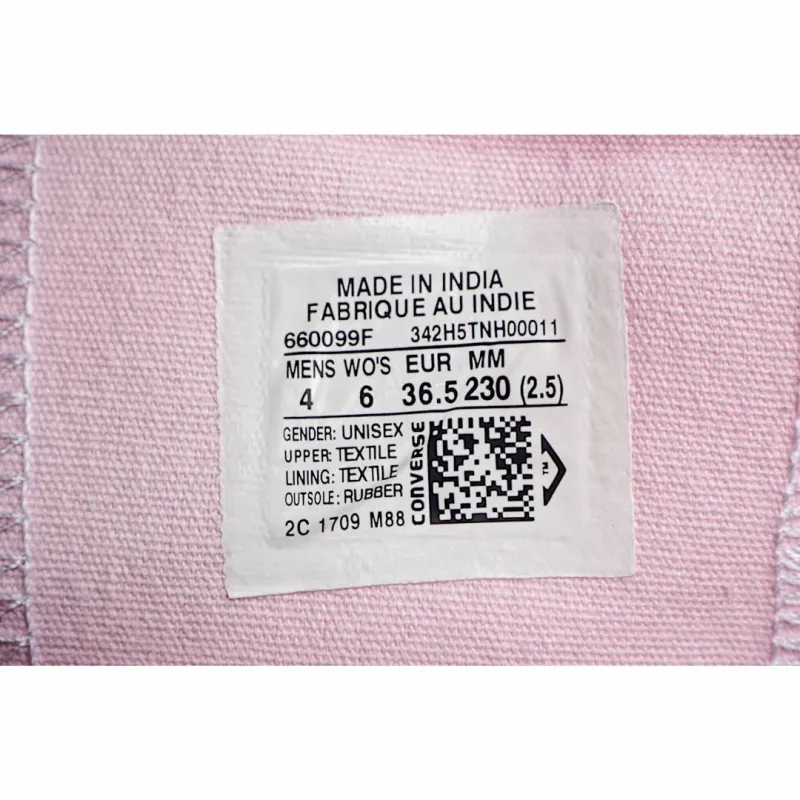 MADE IN INDIA
FABRIQUE AU INDIE
660099F 342H5TNH00011
MENS WO'S EUR MM
4 6 36.5 230 (2.5)
GENDER: UNISEX
UPPER: TEXTILE
LINING: TEXTILE
OUTSOLE: RUBBER
2C 1709 M88
CONVERSE
TM